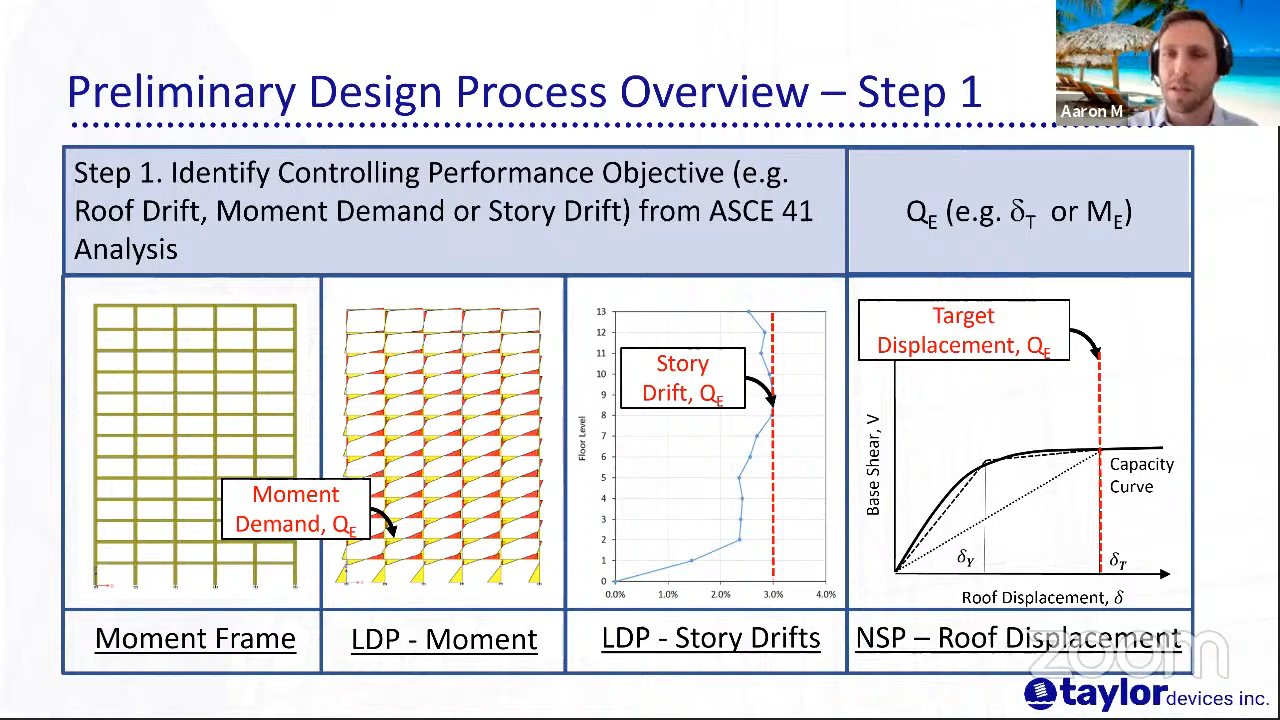 Preliminary Design Process Overview – Step 1
Aaron M
Step 1. Identify Controlling Performance Objective (e.g.
Roof Drift, Moment Demand or Story Drift) from ASCE 41
Analysis
Q_E (e.g. δ_T or M_E)
Moment
Demand, Q_E
13
12
11
10
9
8
7
6
5
4
3
2
1
0
Floor Level
0.0%
1.0%
2.0%
3.0%
4.0%
Story
Drift, Q_E
Target
Displacement, Q_E
Base Shear, V
Capacity
Curve
δ_Y
δ_T
Roof Displacement, δ
Moment Frame
LDP - Moment
LDP - Story Drifts
NSP – Roof Displacement
zoom
taylor devices inc.